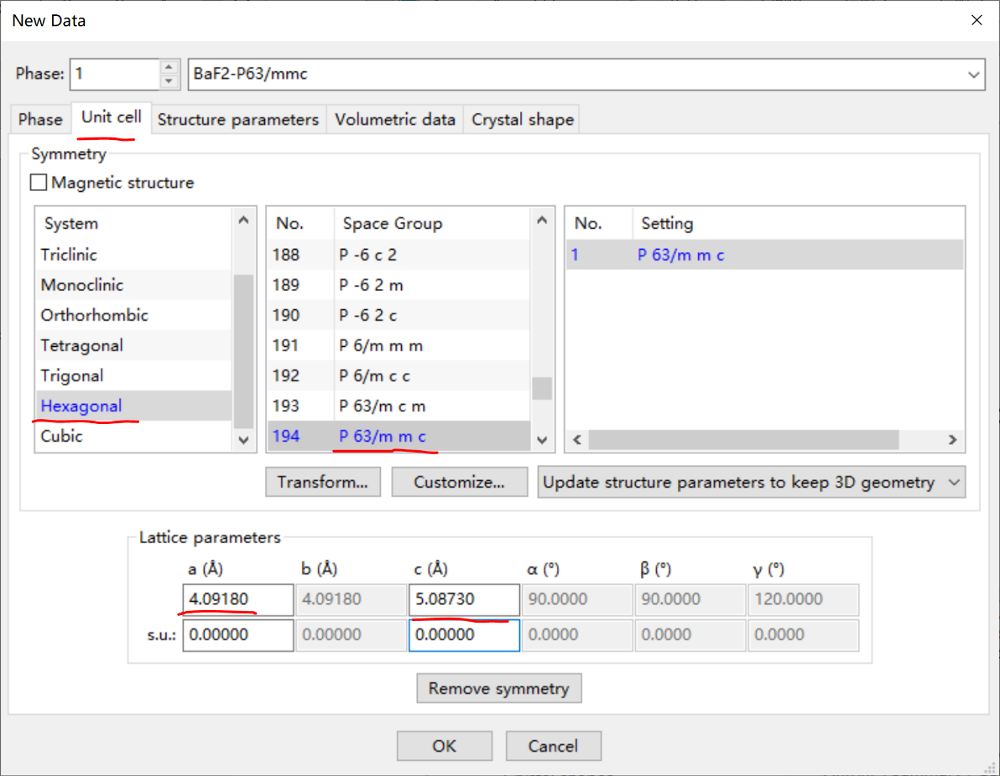 New Data
Phase: 1 BaF2-P63/mmc
Phase Unit cell Structure parameters Volumetric data Crystal shape
Symmetry
Magnetic structure
System No. Space Group No. Setting
Triclinic 188 P -6 c 2 1 P 63/m m c
Monoclinic 189 P -6 2 m
Orthorhombic 190 P -6 2 c
Tetragonal 191 P 6/m m m
Trigonal 192 P 6/m c c
Hexagonal 193 P 63/m c m
Cubic 194 P 63/m m c
Transform... Customize... Update structure parameters to keep 3D geometry
Lattice parameters
a (Å) b (Å) c (Å) α (°) β (°) γ (°)
4.09180 4.09180 5.08730 90.0000 90.0000 120.0000
s.u.: 0.00000 0.00000 0.00000 0.0000 0.0000 0.0000
Remove symmetry
OK Cancel